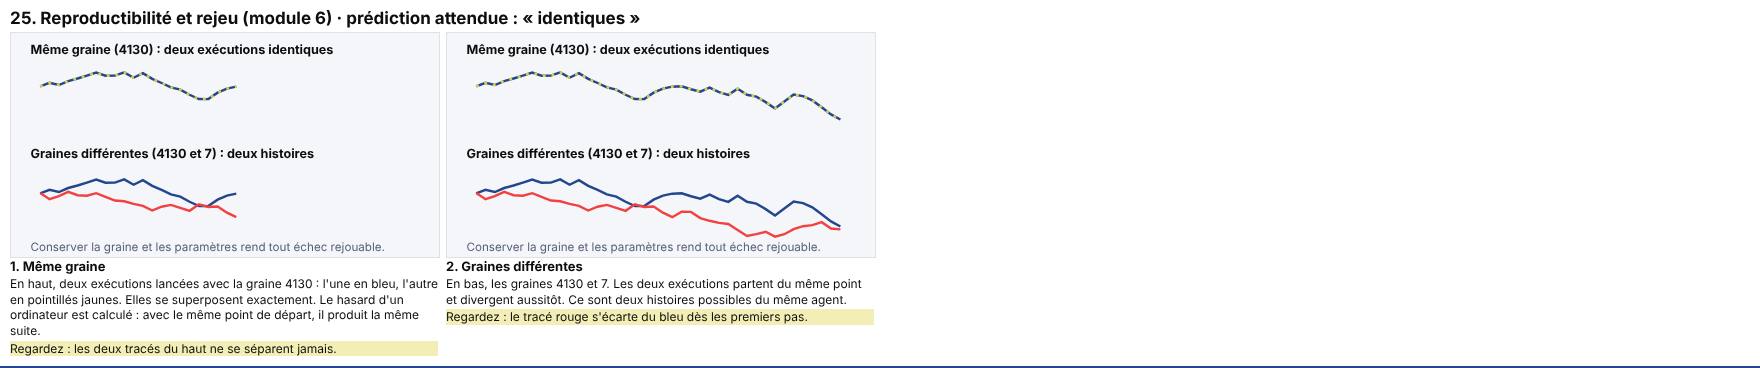 25. Reproductibilité et rejeu (module 6) · prédiction attendue : « identiques »
Même graine (4130) : deux exécutions identiques
Graines différentes (4130 et 7) : deux histoires
Conserver la graine et les paramètres rend tout échec rejouable.
1. Même graine
En haut, deux exécutions lancées avec la graine 4130 : l'une en bleu, l'autre
en pointillés jaunes. Elles se superposent exactement. Le hasard d'un
ordinateur est calculé : avec le même point de départ, il produit la même
suite.
Regardez : les deux tracés du haut ne se séparent jamais.
Même graine (4130) : deux exécutions identiques
Graines différentes (4130 et 7) : deux histoires
Conserver la graine et les paramètres rend tout échec rejouable.
2. Graines différentes
En bas, les graines 4130 et 7. Les deux exécutions partent du même point
et divergent aussitôt. Ce sont deux histoires possibles du même agent.
Regardez : le tracé rouge s'écarte du bleu dès les premiers pas.